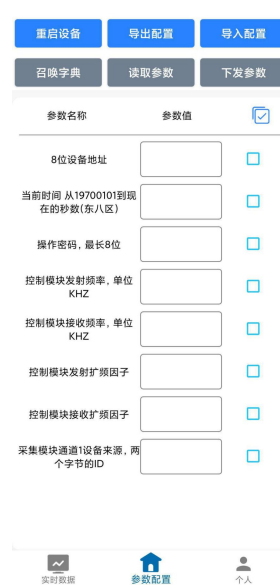 重启设备 导出配置 导入配置
召唤字典 读取参数 下发参数
参数名称 参数值
8位设备地址
当前时间 从19700101到现
在的秒数(东八区)
操作密码，最长8位
控制模块发射频率，单位
KHZ
控制模块接收频率，单位
KHZ
控制模块发射扩频因子
控制模块接收扩频因子
采集模块通道1设备来源，两
个字节的ID
实时数据 参数配置 个人